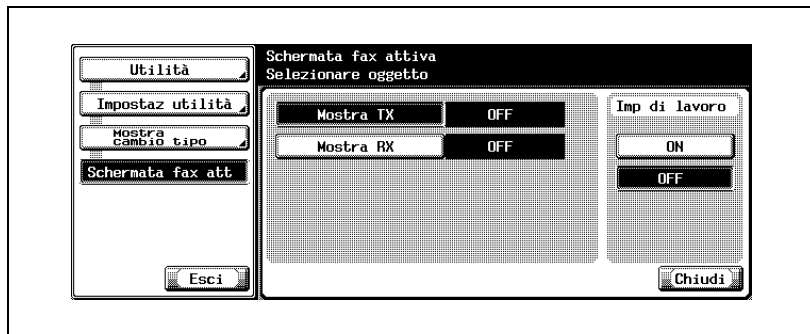 Utilità
Impostaz utilità
Mostra
cambio tipo
Schermata fax att
Esci
Schermata fax attiva
Selezionare oggetto
Mostra TX OFF
Mostra RX OFF
Imp di lavoro
ON
OFF
Chiudi